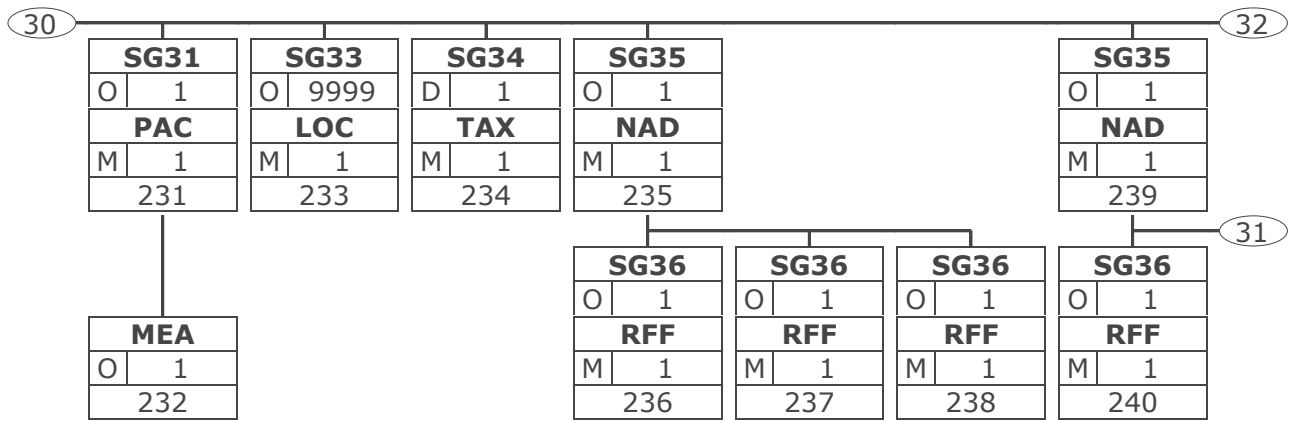 30 32
SG31 SG33 SG34 SG35 SG35
O 1 O 9999 D 1 O 1 O 1
PAC LOC TAX NAD NAD
M 1 M 1 M 1 M 1 M 1
231 233 234 235 239
31
SG36 SG36 SG36 SG36
O 1 O 1 O 1 O 1
MEA RFF RFF RFF RFF
O 1 M 1 M 1 M 1 M 1
232 236 237 238 240